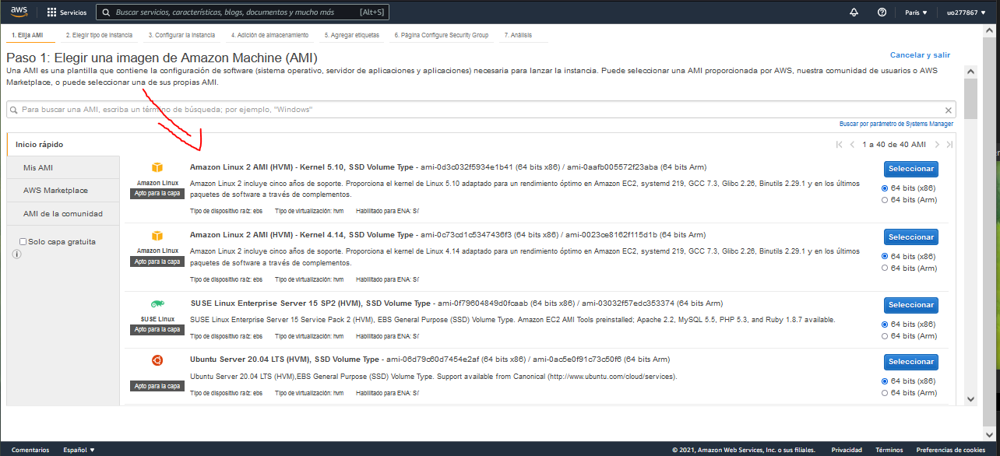 aws Servicios Buscar servicios, características, blogs, documentos y mucho más [Alt+S] París ▼ uo277867 ▼
1. Elija AMI 2. Elegir tipo de instancia 3. Configurar la instancia 4. Adición de almacenamiento 5. Agregar etiquetas 6. Página Configure Security Group 7. Análisis
Paso 1: Elegir una imagen de Amazon Machine (AMI) Cancelar y salir
Una AMI es una plantilla que contiene la configuración de software (sistema operativo, servidor de aplicaciones y aplicaciones) necesaria para lanzar la instancia. Puede seleccionar una AMI proporcionada por AWS, nuestra comunidad de usuarios o AWS
Marketplace, o puede seleccionar una de sus propias AMI.
Para buscar una AMI, escriba un término de búsqueda; por ejemplo, "Windows"
Buscar por parámetro de Systems Manager
Inicio rápido
1 a 40 de 40 AMI
Mis AMI
AWS Marketplace
AMI de la comunidad
Solo capa gratuita
Amazon Linux
Apto para la capa
Amazon Linux 2 AMI (HVM) - Kernel 5.10, SSD Volume Type - ami-0d3c032f5934e1b41 (64 bits x86) / ami-0aafb005572f23aba (64 bits Arm)
Amazon Linux 2 incluye cinco años de soporte. Proporciona el kernel de Linux 5.10 adaptado para un rendimiento óptimo en Amazon EC2, systemd 219, GCC 7.3, Glibc 2.26, Binutils 2.29.1 y en los últimos
paquetes de software a través de complementos.
Tipo de dispositivo raíz: ebs Tipo de virtualización: hvm Habilitado para ENA: Sí
Seleccionar
64 bits (x86)
64 bits (Arm)
Amazon Linux
Apto para la capa
Amazon Linux 2 AMI (HVM) - Kernel 4.14, SSD Volume Type - ami-0c73cd1c5347436f3 (64 bits x86) / ami-0023ce8162f115d1b (64 bits Arm)
Amazon Linux 2 incluye cinco años de soporte. Proporciona el kernel de Linux 4.14 adaptado para un rendimiento óptimo en Amazon EC2, systemd 219, GCC 7.3, Glibc 2.26, Binutils 2.29.1 y en los últimos
paquetes de software a través de complementos.
Tipo de dispositivo raíz: ebs Tipo de virtualización: hvm Habilitado para ENA: Sí
Seleccionar
64 bits (x86)
64 bits (Arm)
SUSE Linux
Apto para la capa
SUSE Linux Enterprise Server 15 SP2 (HVM), SSD Volume Type - ami-0f79604849d0fcaab (64 bits x86) / ami-03032f57edc353374 (64 bits Arm)
SUSE Linux Enterprise Server 15 Service Pack 2 (HVM), EBS General Purpose (SSD) Volume Type. Amazon EC2 AMI Tools preinstalled; Apache 2.2, MySQL 5.5, PHP 5.3, and Ruby 1.8.7 available.
Tipo de dispositivo raíz: ebs Tipo de virtualización: hvm Habilitado para ENA: Sí
Seleccionar
64 bits (x86)
64 bits (Arm)
Apto para la capa
Ubuntu Server 20.04 LTS (HVM), SSD Volume Type - ami-06d79c60d7454e2af (64 bits x86) / ami-0ac5e0f91c73c50f6 (64 bits Arm)
Ubuntu Server 20.04 LTS (HVM),EBS General Purpose (SSD) Volume Type. Support available from Canonical (http://www.ubuntu.com/cloud/services).
Tipo de dispositivo raíz: ebs Tipo de virtualización: hvm Habilitado para ENA: Sí
Seleccionar
64 bits (x86)
64 bits (Arm)
Comentarios Español ▼ © 2021, Amazon Web Services, Inc. o sus filiales. Privacidad Términos Preferencias de cookies